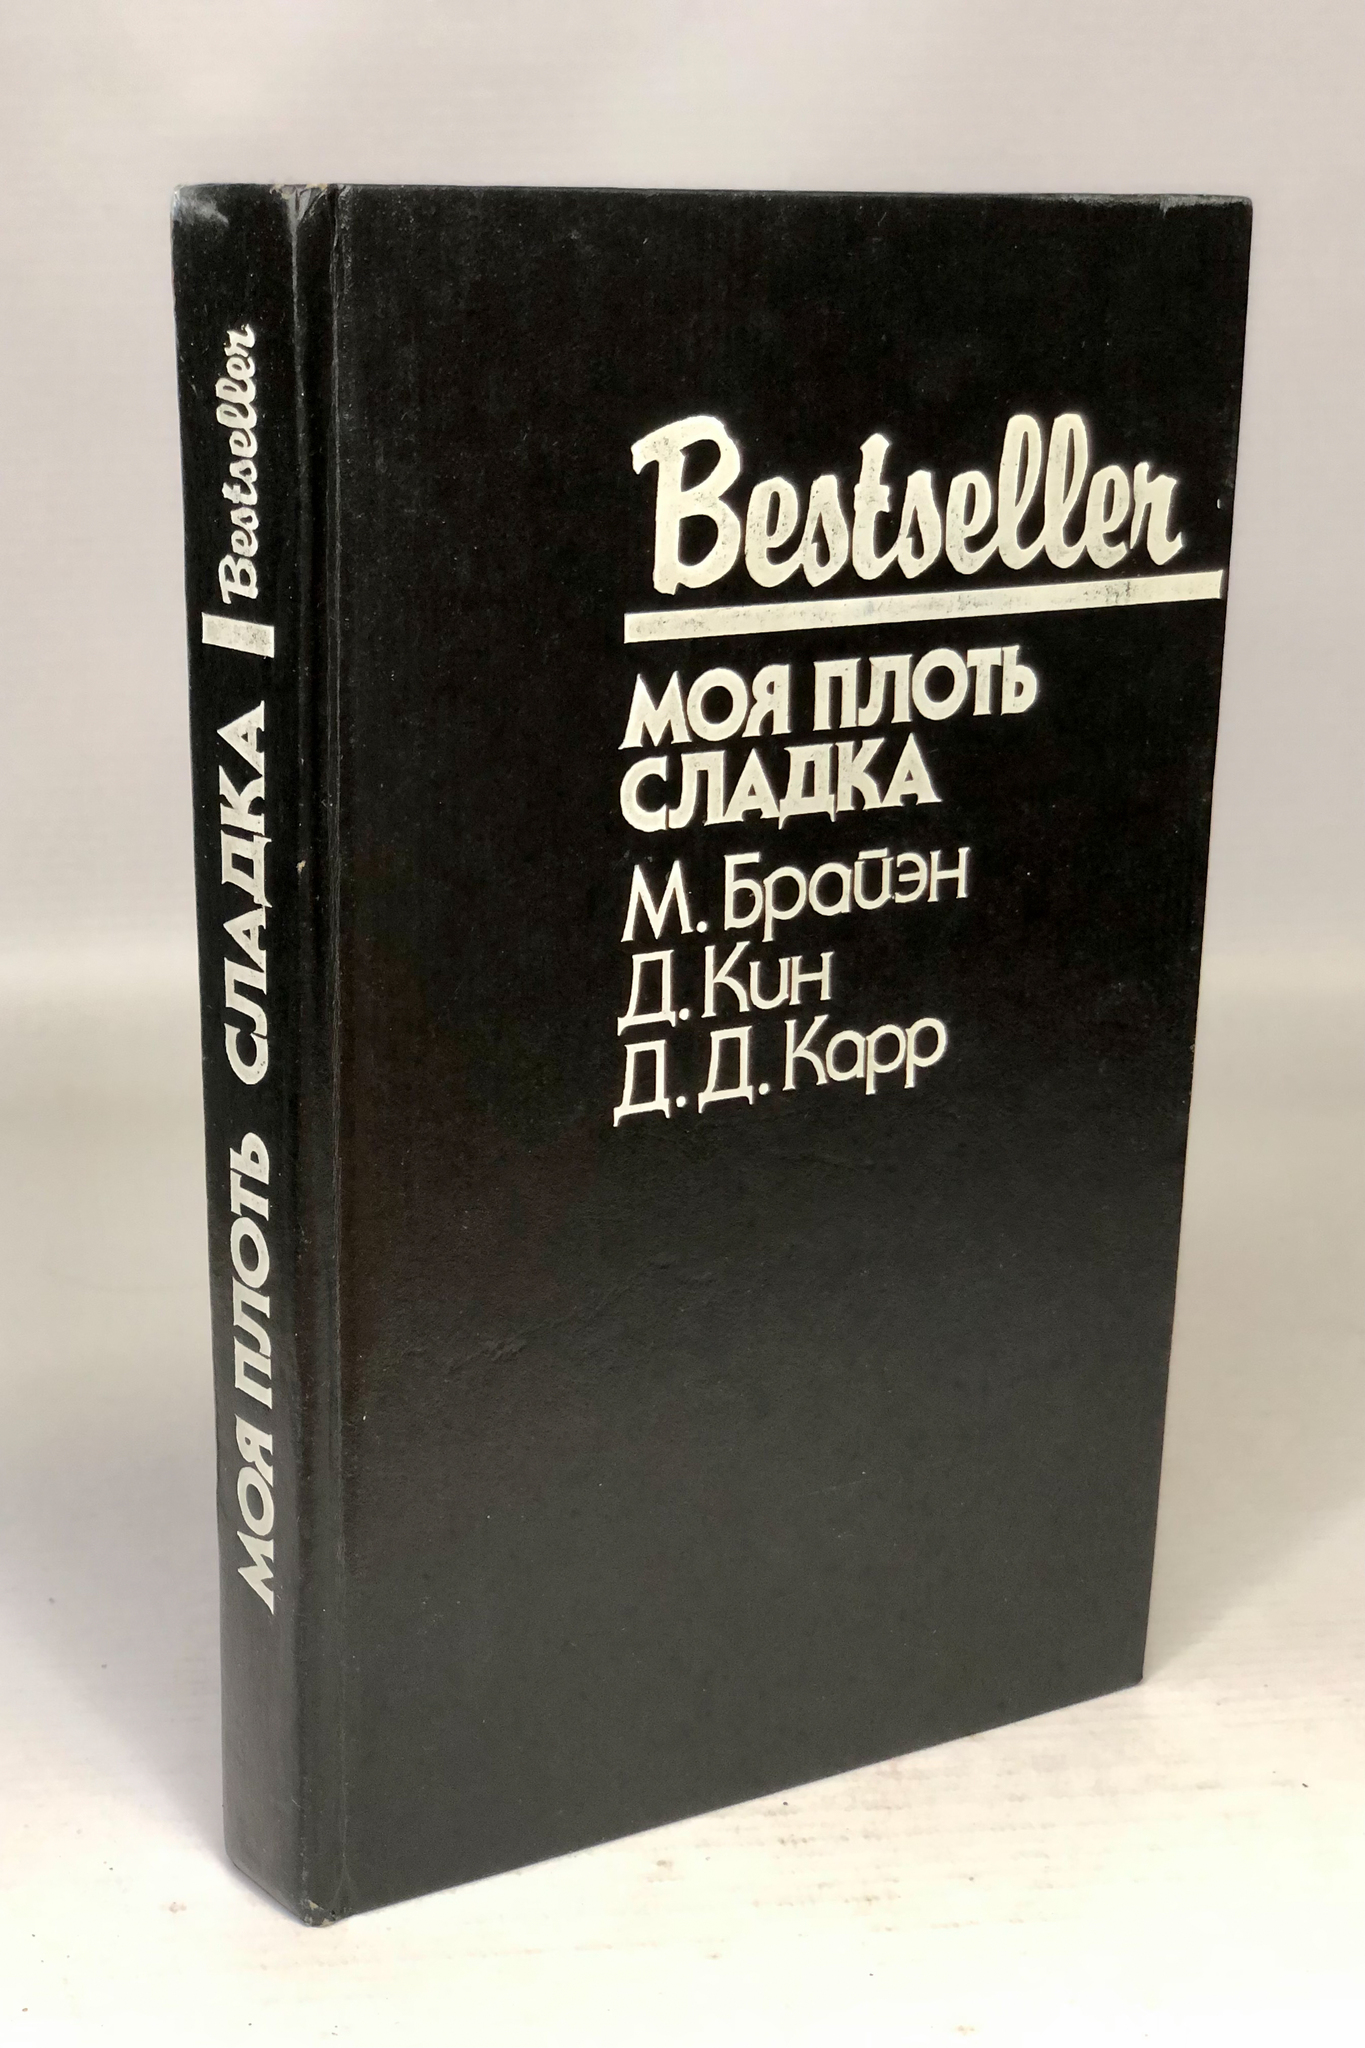 Bestseller
МОЯ ПЛОТЬ
СЛАДКА
М. Брайэн
Д. Кин
Д. Д. Карр
МОЯ ПЛОТЬ СЛАДКА | Bestseller